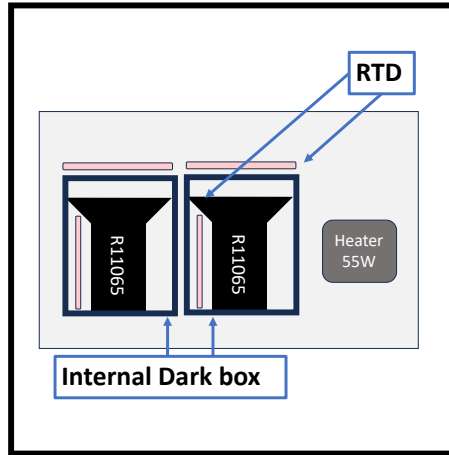 RTD
R11065
R11065
Heater
55W
Internal Dark box